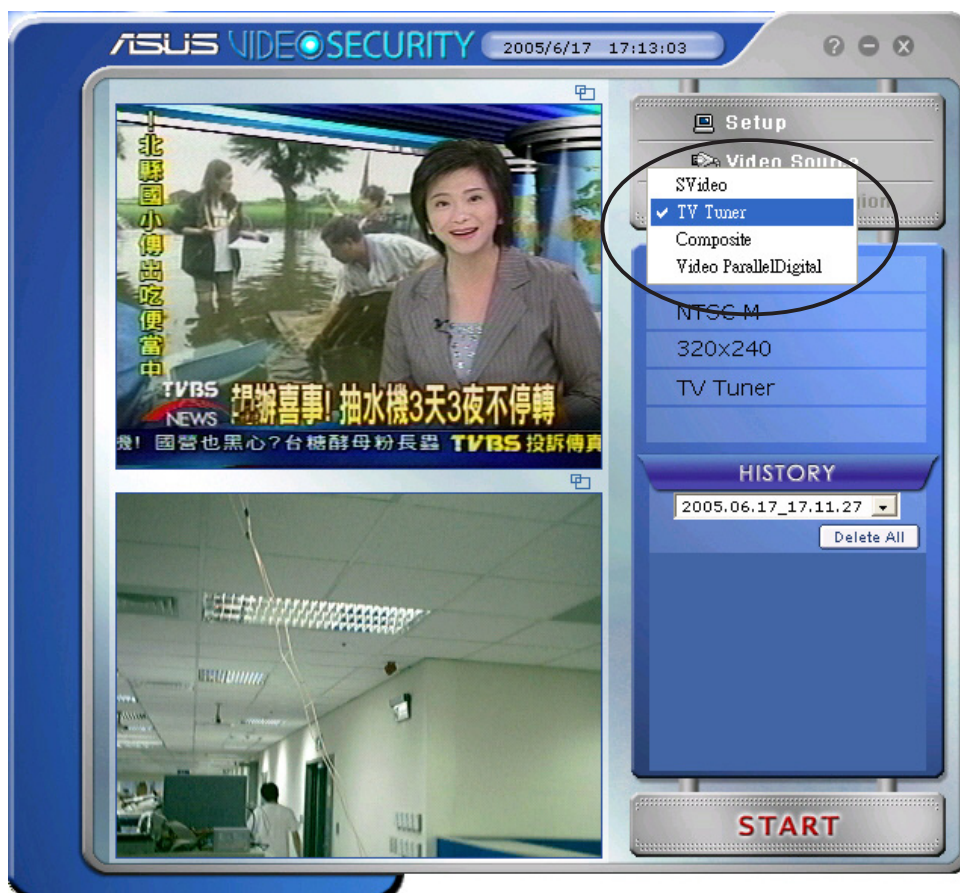 ASUS VIDEOSECURITY 2005/6/17 17:13:03
!北縣國小傳出吃便當中
TVBS
NEWS
辦喜事! 抽水機3天3夜不停轉
機! 國營也黑心?台糖酵母粉長蟲 TVBS 投訴傳真
Setup
Video Source
SVideo
TV Tuner
Composite
Video ParallelDigital
NTSC M
320x240
TV Tuner
HISTORY
2005.06.17_17.11.27
Delete All
START